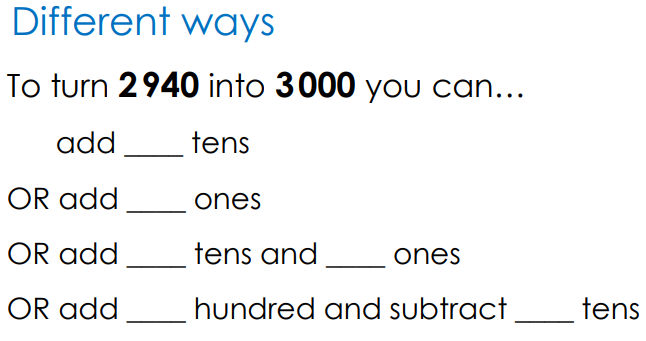 Different ways
To turn 2940 into 3000 you can...
add ____ tens
OR add ____ ones
OR add ____ tens and ____ ones
OR add ____ hundred and subtract ____ tens